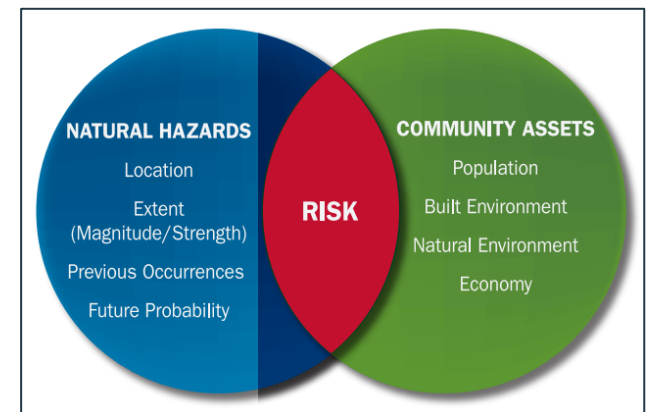 NATURAL HAZARDS
Location
Extent
(Magnitude/Strength)
Previous Occurrences
Future Probability
RISK
COMMUNITY ASSETS
Population
Built Environment
Natural Environment
Economy